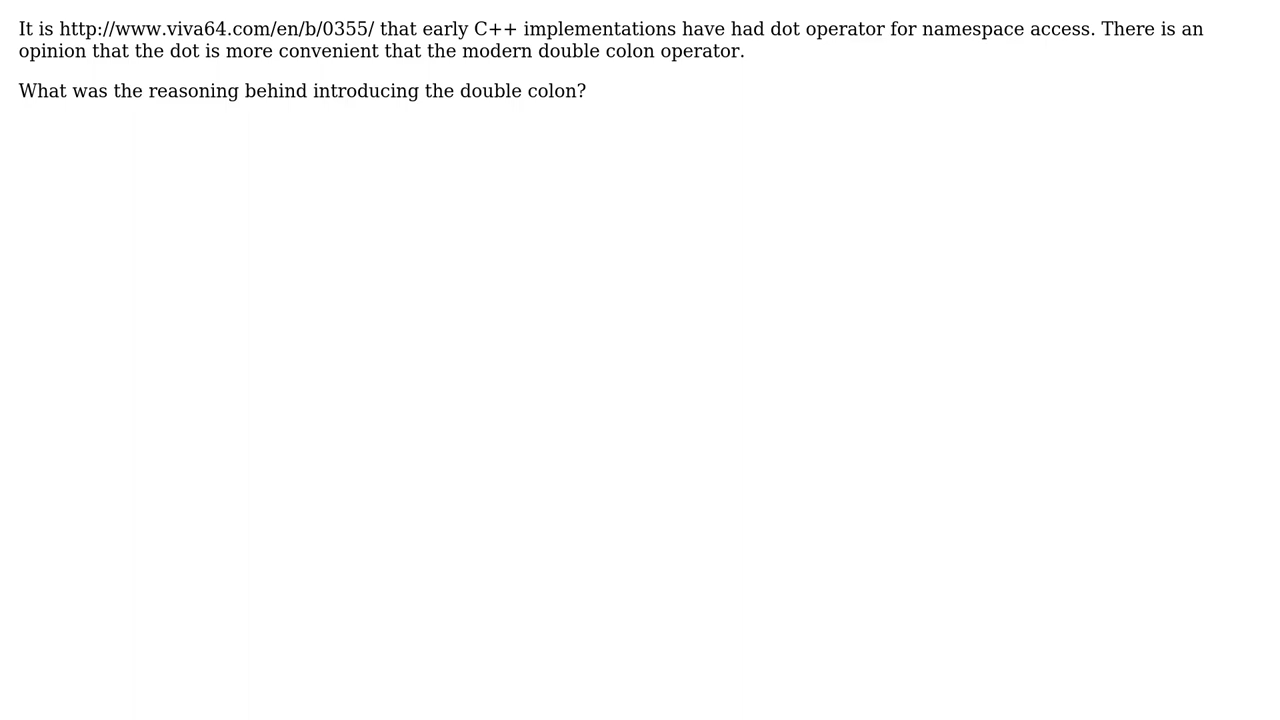 It is http://www.viva64.com/en/b/0355/ that early C++ implementations have had dot operator for namespace access. There is an
opinion that the dot is more convenient that the modern double colon operator.
What was the reasoning behind introducing the double colon?